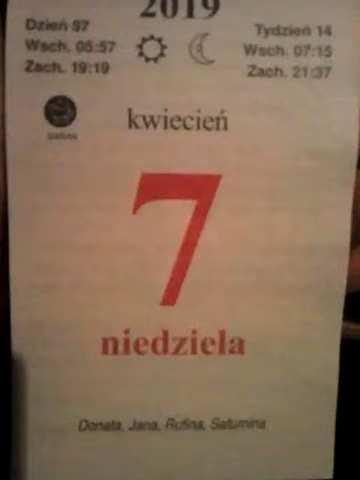 2019
Dzień 97
Wsch. 05:57
Zach. 19:19
Tydzień 14
Wsch. 07:15
Zach. 21:37
BARAN
kwiecień
7
niedziela
Donata, Jana, Rufina, Saturnina